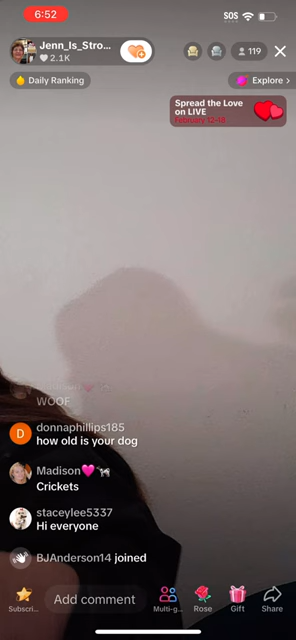 6:52
SOS
Jenn_Is_Stro...
2.1K
119
Daily Ranking
Explore >
Spread the Love
on LIVE
February 12-18
WOOF
donnaphillips185
how old is your dog
Madison
Crickets
staceylee5337
Hi everyone
BJAnderson14 joined
Subscri...
Add comment
Multi-g...
Rose
Gift
Share